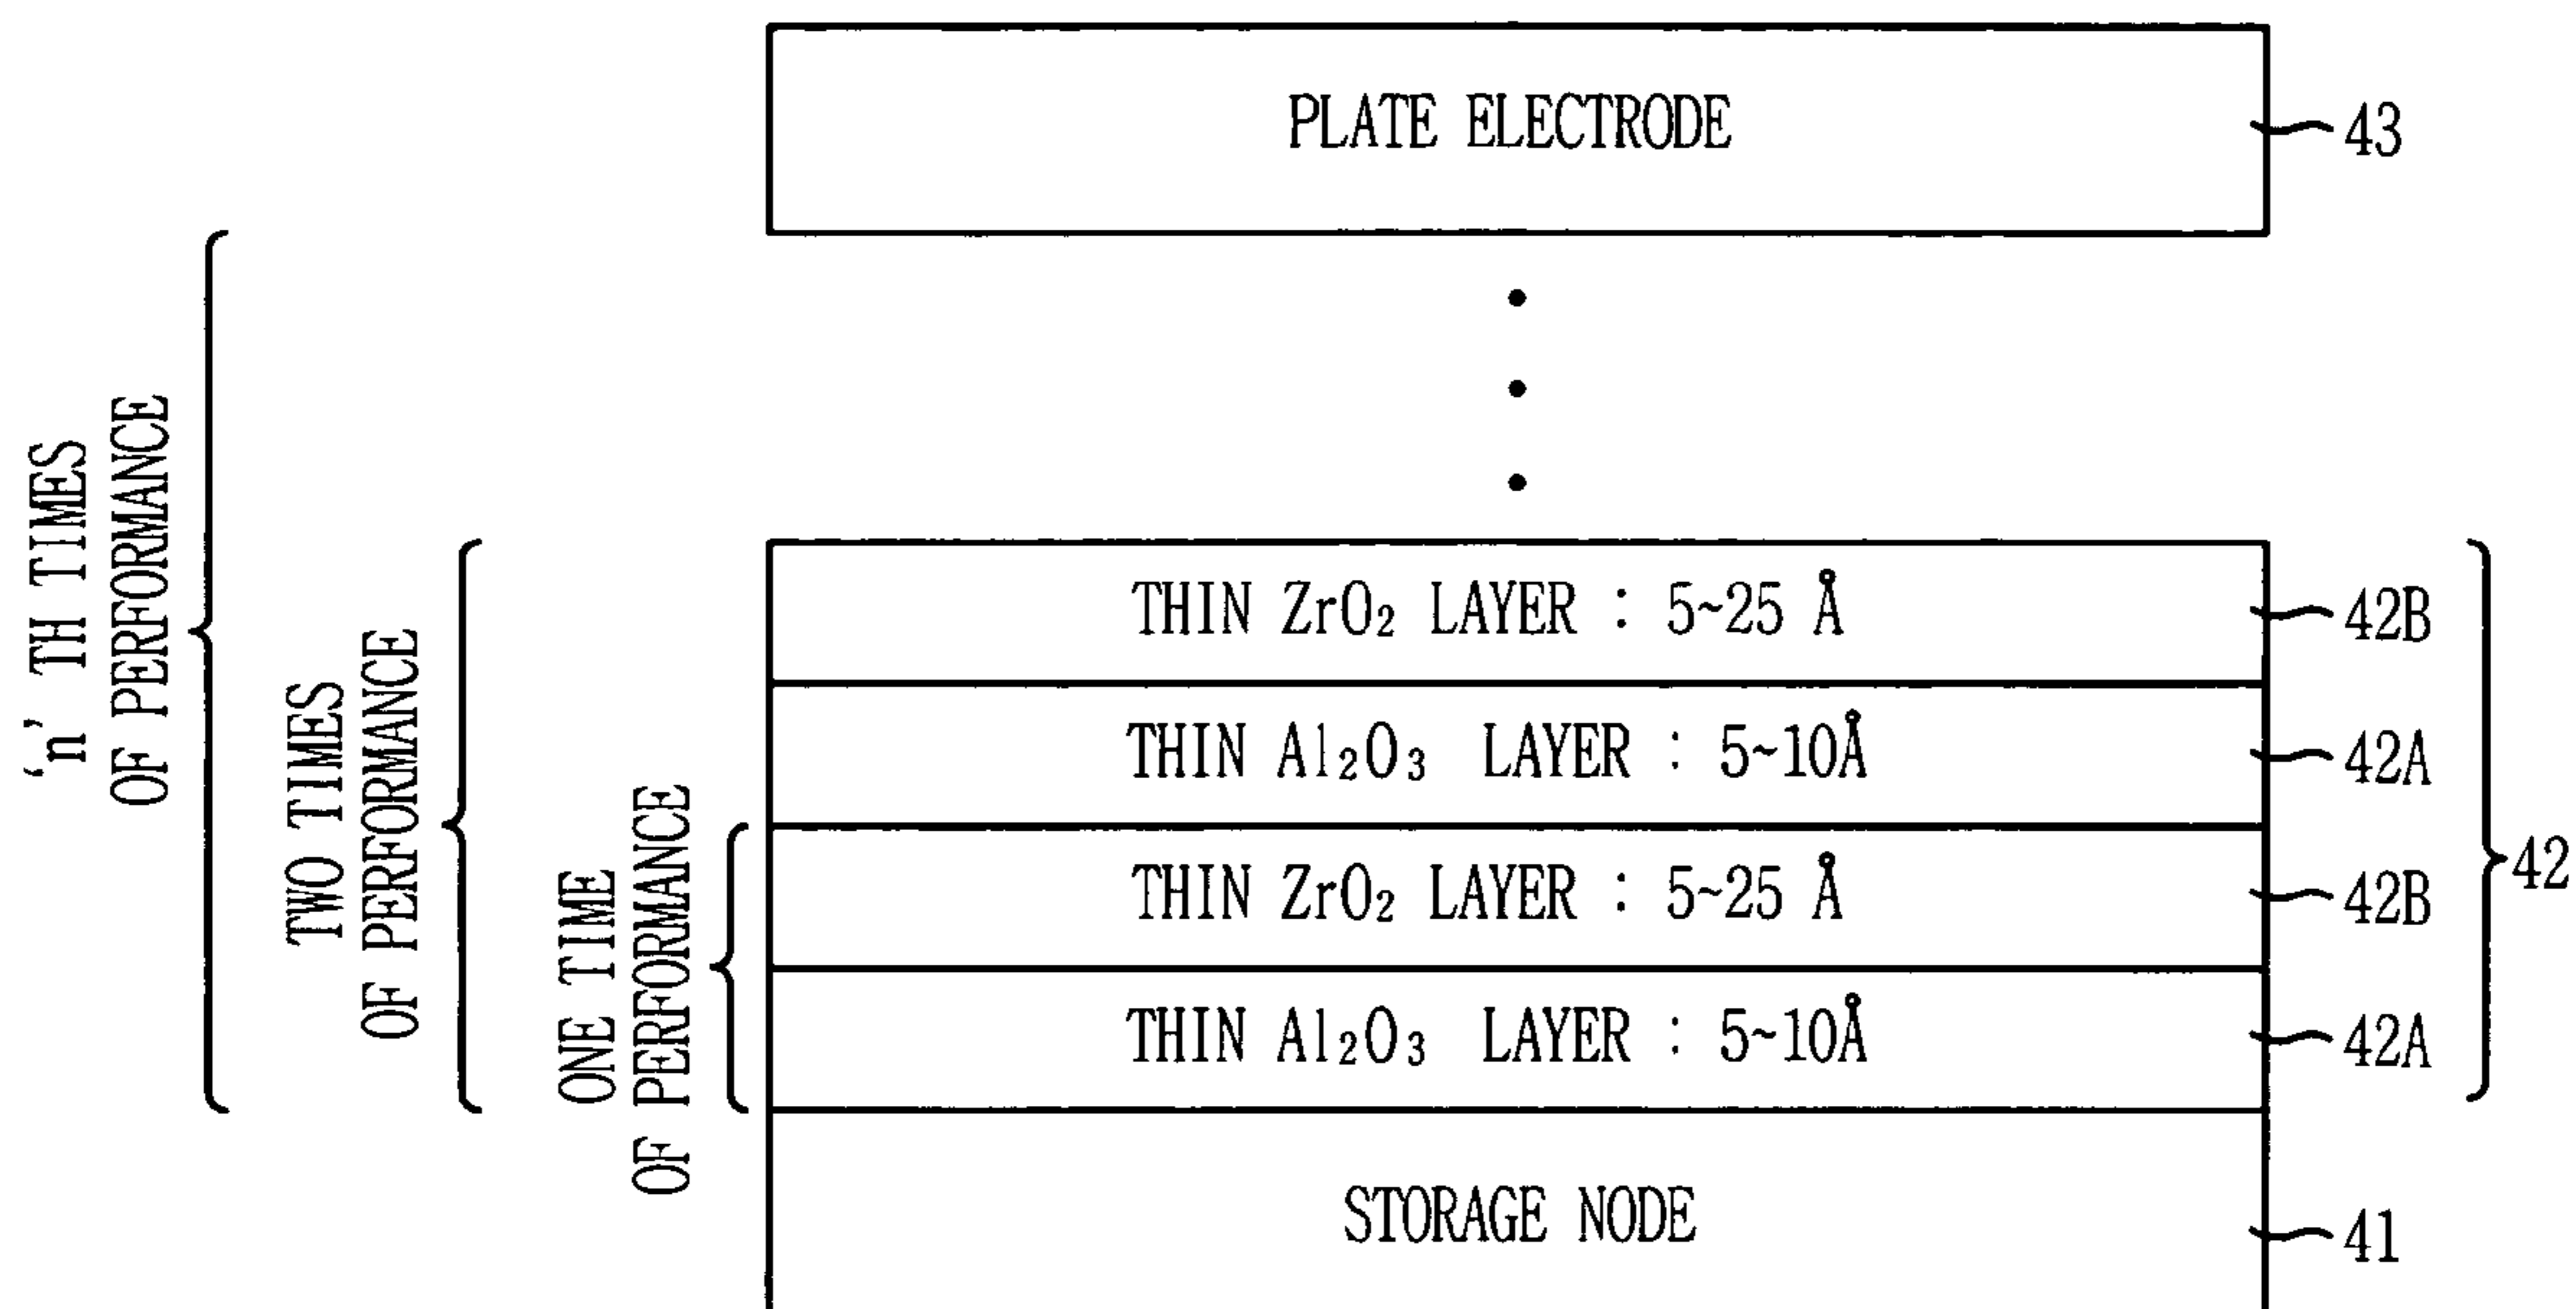 PLATE ELECTRODE
43
'n' TH TIMES
OF PERFORMANCE
TWO TIMES
OF PERFORMANCE
ONE TIME
OF PERFORMANCE
THIN ZrO₂ LAYER : 5~25 Å
42B
THIN Al₂O₃ LAYER : 5~10Å
42A
THIN ZrO₂ LAYER : 5~25 Å
42B
THIN Al₂O₃ LAYER : 5~10Å
42A
42
STORAGE NODE
41